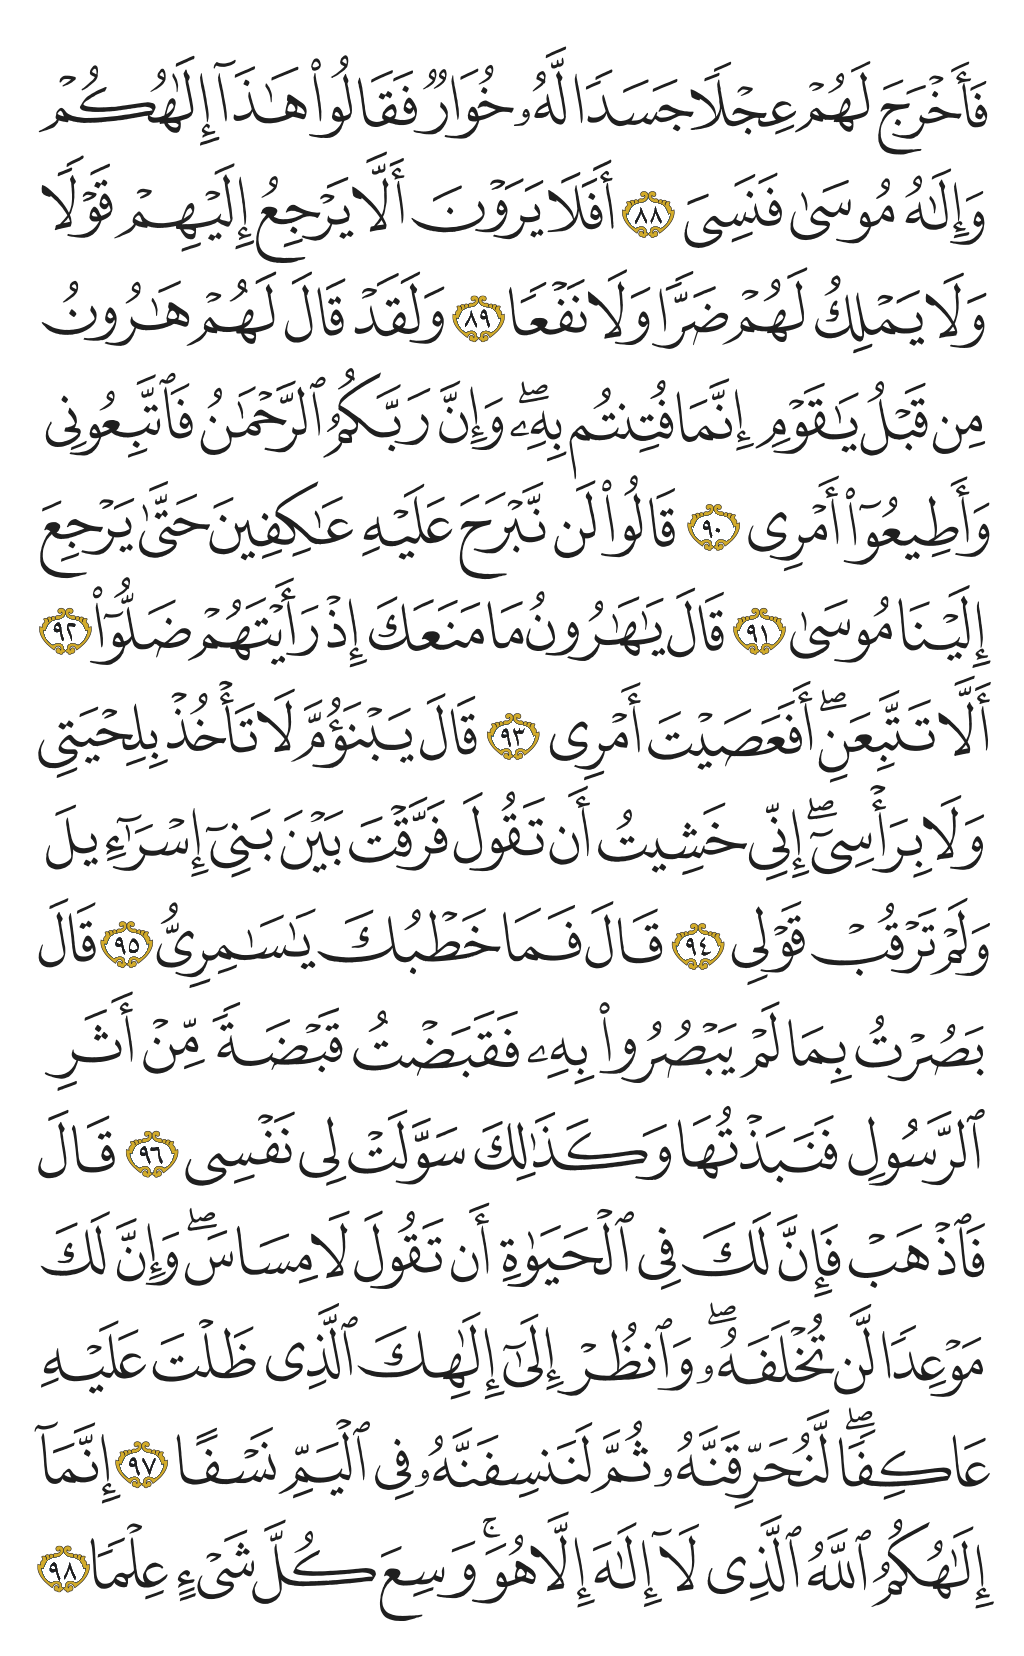 فَأَخْرَجَ لَهُمْ عِجْلًا جَسَدًا لَّهُۥ خُوَارٌ فَقَالُوا۟ هَـٰذَآ إِلَـٰهُكُمْ
وَإِلَـٰهُ مُوسَىٰ فَنَسِىَ ٨٨ أَفَلَا يَرَوْنَ أَلَّا يَرْجِعُ إِلَيْهِمْ قَوْلًا
وَلَا يَمْلِكُ لَهُمْ ضَرًّا وَلَا نَفْعًا ٨٩ وَلَقَدْ قَالَ لَهُمْ هَـٰرُونُ
مِن قَبْلُ يَـٰقَوْمِ إِنَّمَا فُتِنتُم بِهِۦ ۖ وَإِنَّ رَبَّكُمُ ٱلرَّحْمَـٰنُ فَٱتَّبِعُونِى
وَأَطِيعُوٓا۟ أَمْرِى ٩٠ قَالُوا۟ لَن نَّبْرَحَ عَلَيْهِ عَـٰكِفِينَ حَتَّىٰ يَرْجِعَ
إِلَيْنَا مُوسَىٰ ٩١ قَالَ يَـٰهَـٰرُونُ مَا مَنَعَكَ إِذْ رَأَيْتَهُمْ ضَلُّوٓا۟ ٩٢
أَلَّا تَتَّبِعَنِ ۖ أَفَعَصَيْتَ أَمْرِى ٩٣ قَالَ يَبْنَؤُمَّ لَا تَأْخُذْ بِلِحْيَتِى
وَلَا بِرَأْسِىٓ ۖ إِنِّى خَشِيتُ أَن تَقُولَ فَرَّقْتَ بَيْنَ بَنِىٓ إِسْرَٰٓءِيلَ
وَلَمْ تَرْقُبْ قَوْلِى ٩٤ قَالَ فَمَا خَطْبُكَ يَـٰسَـٰمِرِىُّ ٩٥ قَالَ
بَصُرْتُ بِمَا لَمْ يَبْصُرُوا۟ بِهِۦ فَقَبَضْتُ قَبْضَةً مِّنْ أَثَرِ
ٱلرَّسُولِ فَنَبَذْتُهَا وَكَذَٰلِكَ سَوَّلَتْ لِى نَفْسِى ٩٦ قَالَ
فَٱذْهَبْ فَإِنَّ لَكَ فِى ٱلْحَيَوٰةِ أَن تَقُولَ لَا مِسَاسَ ۖ وَإِنَّ لَكَ
مَوْعِدًا لَّن تُخْلَفَهُۥ ۖ وَٱنظُرْ إِلَىٰٓ إِلَـٰهِكَ ٱلَّذِى ظَلْتَ عَلَيْهِ
عَاكِفًا ۖ لَّنُحَرِّقَنَّهُۥ ثُمَّ لَنَنسِفَنَّهُۥ فِى ٱلْيَمِّ نَسْفًا ٩٧ إِنَّمَآ
إِلَـٰهُكُمُ ٱللَّهُ ٱلَّذِى لَآ إِلَـٰهَ إِلَّا هُوَ ۚ وَسِعَ كُلَّ شَىْءٍ عِلْمًا ٩٨